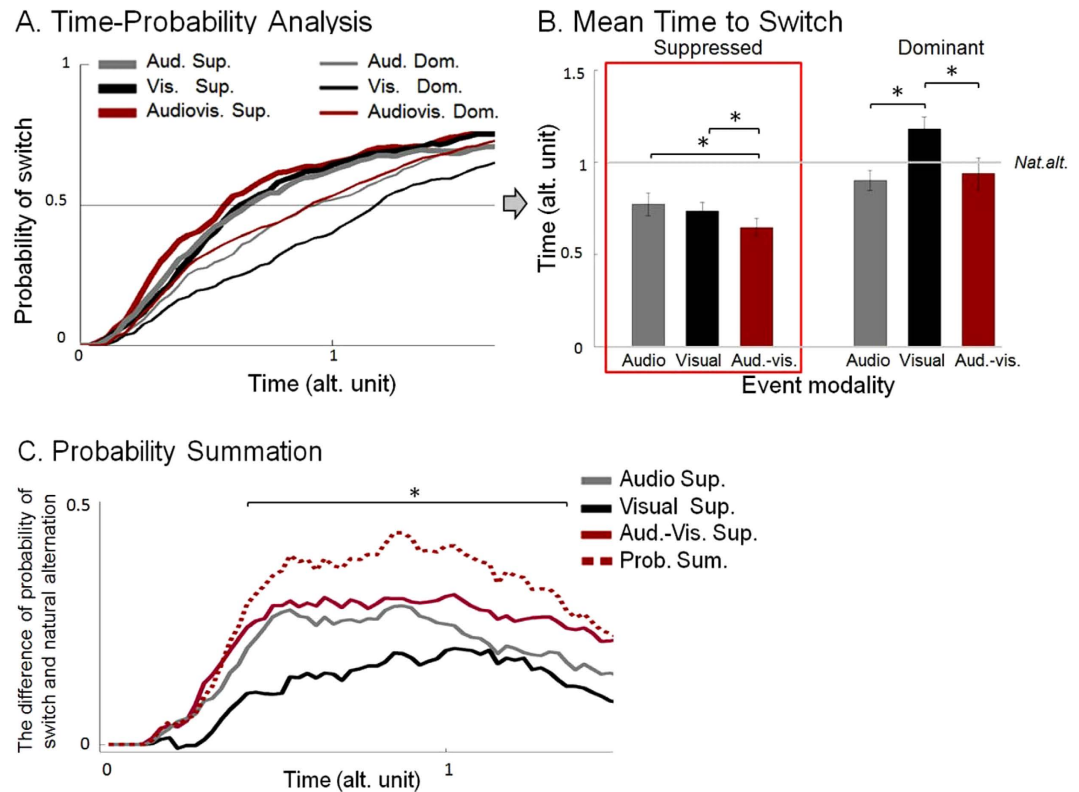 A. Time-Probability Analysis
1
Aud. Sup.
Vis. Sup.
Audiovis. Sup.
Aud. Dom.
Vis. Dom.
Audiovis. Dom.
Probability of switch
0.5
0
0
1
Time (alt. unit)
B. Mean Time to Switch
Suppressed
Dominant
1.5
*
*
*
*
1
Nat.alt.
Time (alt. unit)
0.5
0
Audio
Visual
Aud.-vis.
Audio
Visual
Aud.-vis.
Event modality
C. Probability Summation
Audio Sup.
Visual Sup.
Aud.-Vis. Sup.
Prob. Sum.
0.5
*
The difference of probability of
switch and natural alternation
0
0
1
Time (alt. unit)